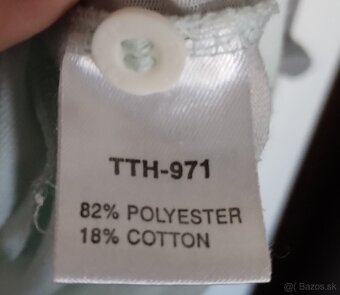 TTH-971
82% POLYESTER
18% COTTON
Bazos.sk